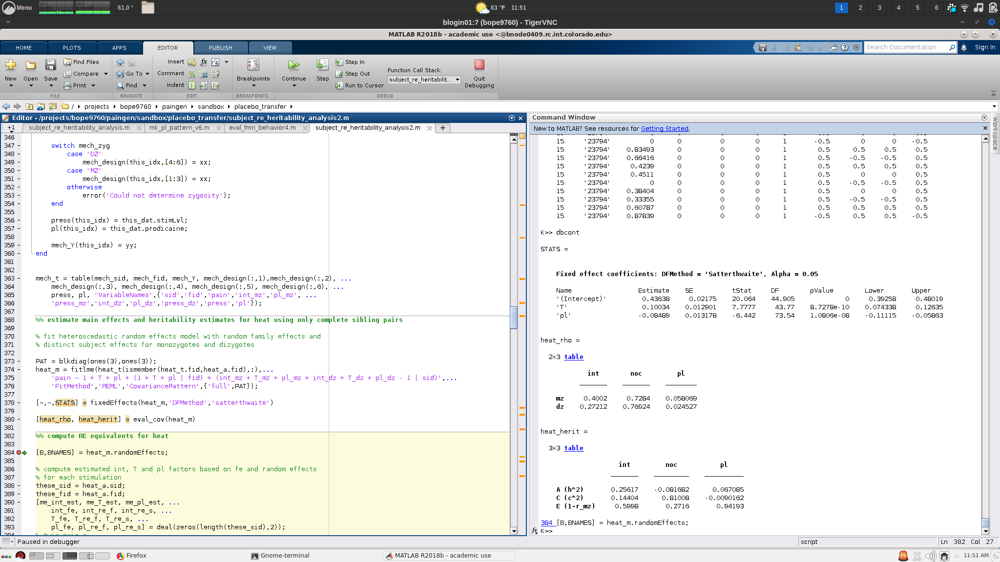 Menu 61.0 ° 83 °F 11:51 1 2 3 4 5 6
blogin01:7 (bope9760) - TigerVNC
MATLAB R2018b - academic use <@bnode0409.rc.int.colorado.edu>
HOME PLOTS APPS EDITOR PUBLISH VIEW Search Documentation Sign In
New Open Save Find Files Compare Print
FILE
Go To Find
NAVIGATE
Insert Comment Indent
EDIT
Breakpoints
BREAKPOINTS
Continue Step Step In Step Out Run to Cursor
Function Call Stack:
subject_re_heritabilit...
Quit Debugging
DEBUG
/ projects bope9760 paingen sandbox placebo_transfer
Editor - /projects/bope9760/paingen/sandbox/placebo_transfer/subject_re_heritability_analysis2.m
+1 subject_re_heritability_analysis.m mk_pl_pattern_v6.m eval_fmri_behavior4.m subject_re_heritability_analysis2.m +
346
347 switch mech_zyg
348 case 'DZ'
349 mech_design(this_idx,[4:6]) = xx;
350 case 'MZ'
351 mech_design(this_idx,[1:3]) = xx;
352 otherwise
353 error('Could not determine zygosity');
354 end
355
356 press(this_idx) = this_dat.stimLvl;
357 pl(this_idx) = this_dat.prodicaine;
358
359 mech_Y(this_idx) = yy;
360 end
361
362
363 mech_t = table(mech_sid, mech_fid, mech_Y, mech_design(:,1),mech_design(:,2), ...
364 mech_design(:,3), mech_design(:,4), mech_design(:,5), mech_design(:,6), ...
365 press, pl, 'VariableNames',{'sid','fid','pain','int_mz','pl_mz', ...
366 'press_mz','int_dz','pl_dz','press_dz','press','pl'});
367
368 %% estimate main effects and heritability estimates for heat using only complete sibling pairs
369
370 % fit heteroscedastic random effects model with random family effects and
371 % distinct subject effects for monozygotes and dizygotes
372
373 PAT = blkdiag(ones(3),ones(3));
374 heat_m = fitlme(heat_t(ismember(heat_t.fid,heat_a.fid),:),...
375 'pain ~ 1 + T + pl + (1 + T + pl | fid) + (int_mz + T_mz + pl_mz + int_dz + T_dz + pl_dz - 1 | sid)',...
376 'FitMethod','REML','CovariancePattern',{'full',PAT});
377
378 [~,~,STATS] = fixedEffects(heat_m,'DFMethod','satterthwaite')
379
380 [heat_rho, heat_herit] = eval_cov(heat_m)
381
382 %% compute RE equivalents for heat
383
384 [B,BNAMES] = heat_m.randomEffects;
385
386 % compute estimated int, T and pl factors based on fe and random effects
387 % for each stimulation
388 these_sid = heat_a.sid;
389 these_fid = heat_a.fid;
390 [me_int_est, me_T_est, me_pl_est, ...
391 int_fe, int_re_f, int_re_s, ...
392 T_fe, T_re_f, T_re_s, ...
393 pl_fe, pl_re_f, pl_re_s] = deal(zeros(length(these_sid),2));
Command Window
New to MATLAB? See resources for Getting Started.
15 '23794' 0 0 0 1 -0.5 0 0 -0.5
15 '23794' 0.83493 0 0 1 0.5 0.5 0.5 0.5
15 '23794' 0.66416 0 0 1 0.5 -0.5 -0.5 0.5
15 '23794' 0.4239 0 0 1 0.5 0.5 0.5 0.5
15 '23794' 0.4511 0 0 1 0.5 0 0 0.5
15 '23794' 0 0 0 1 0.5 -0.5 -0.5 0.5
15 '23794' 0.38404 0 0 1 0.5 0 0 0.5
15 '23794' 0.33355 0 0 1 0.5 -0.5 -0.5 0.5
15 '23794' 0.60787 0 0 1 0.5 0.5 0.5 0.5
15 '23794' 0.87839 0 0 1 -0.5 0.5 0.5 -0.5
K>> dbcont
STATS =
Fixed effect coefficients: DFMethod = 'Satterthwaite', Alpha = 0.05
Name Estimate SE tStat DF pValue Lower Upper
'(Intercept)' 0.43638 0.02175 20.064 44.905 0 0.39258 0.48019
'T' 0.10034 0.012901 7.7777 43.77 8.7278e-10 0.074338 0.12635
'pl' -0.08489 0.013178 -6.442 73.54 1.0806e-08 -0.11115 -0.05863
heat_rho =
2×3 table
int noc pl
mz 0.4002 0.7284 0.058069
dz 0.27212 0.76924 0.024527
heat_herit =
3×3 table
int noc pl
A (h^2) 0.25617 -0.081682 0.067085
C (c^2) 0.14404 0.81008 -0.0090162
E (1-r_mz) 0.5998 0.2716 0.94193
384 [B,BNAMES] = heat_m.randomEffects;
K>>
Workspace
Paused in debugger script Ln 382 Col 27
Firefox Gnome-terminal MATLAB R2018b - academic use 11:51 AM